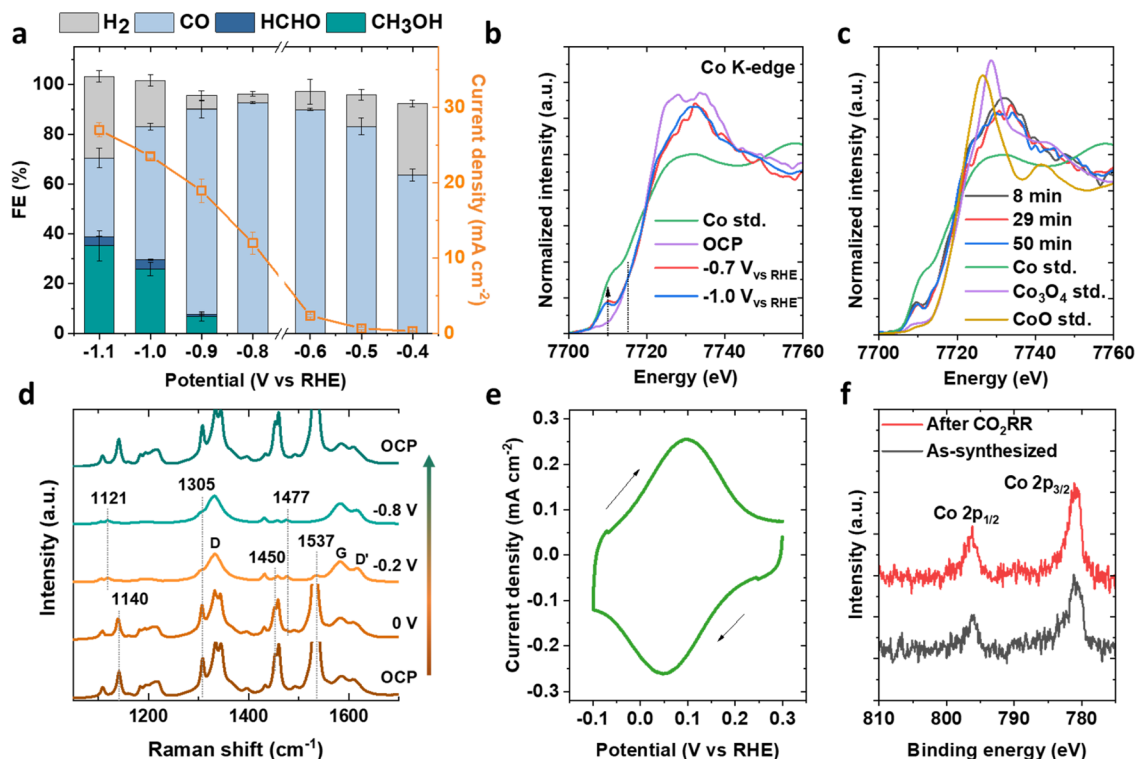 H2 CO HCHO CH3OH
a
FE (%)
100
80
60
40
20
0
-1.1 -1.0 -0.9 -0.8 -0.6 -0.5 -0.4
Potential (V vs RHE)
30
20
10
0
Current density (mA cm-2)
b
Co K-edge
Normalized intensity (a.u.)
Co std.
OCP
-0.7 V vs RHE
-1.0 V vs RHE
7700 7720 7740 7760
Energy (eV)
c
Normalized intensity (a.u.)
8 min
29 min
50 min
Co std.
Co3O4 std.
CoO std.
7700 7720 7740 7760
Energy (eV)
d
Intensity (a.u.)
OCP
1121
1305
1477
-0.8 V
1450
1537
D
G
D'
-0.2 V
1140
0 V
OCP
1200 1400 1600
Raman shift (cm-1)
e
Current density (mA cm-2)
0.3
0.2
0.1
0.0
-0.1
-0.2
-0.3
-0.1 0.0 0.1 0.2 0.3
Potential (V vs RHE)
f
After CO2RR
As-synthesized
Co 2p3/2
Co 2p1/2
Intensity (a.u.)
810 800 790 780
Binding energy (eV)